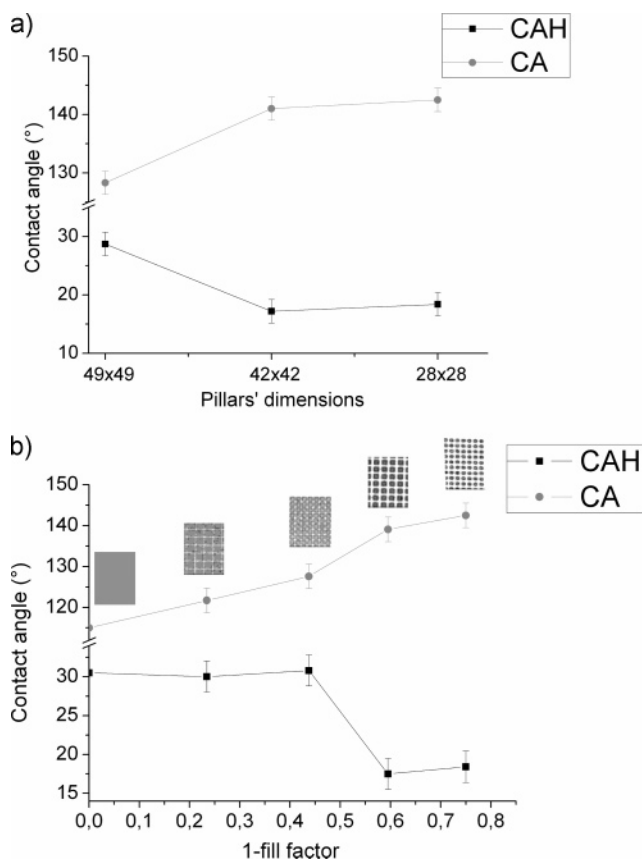 a)
CAH
CA
150
140
130
30
20
10
Contact angle (°)
49x49
42x42
28x28
Pillars' dimensions
b)
CAH
CA
150
140
130
120
30
25
20
15
Contact angle (°)
0,0
0,1
0,2
0,3
0,4
0,5
0,6
0,7
0,8
1-fill factor